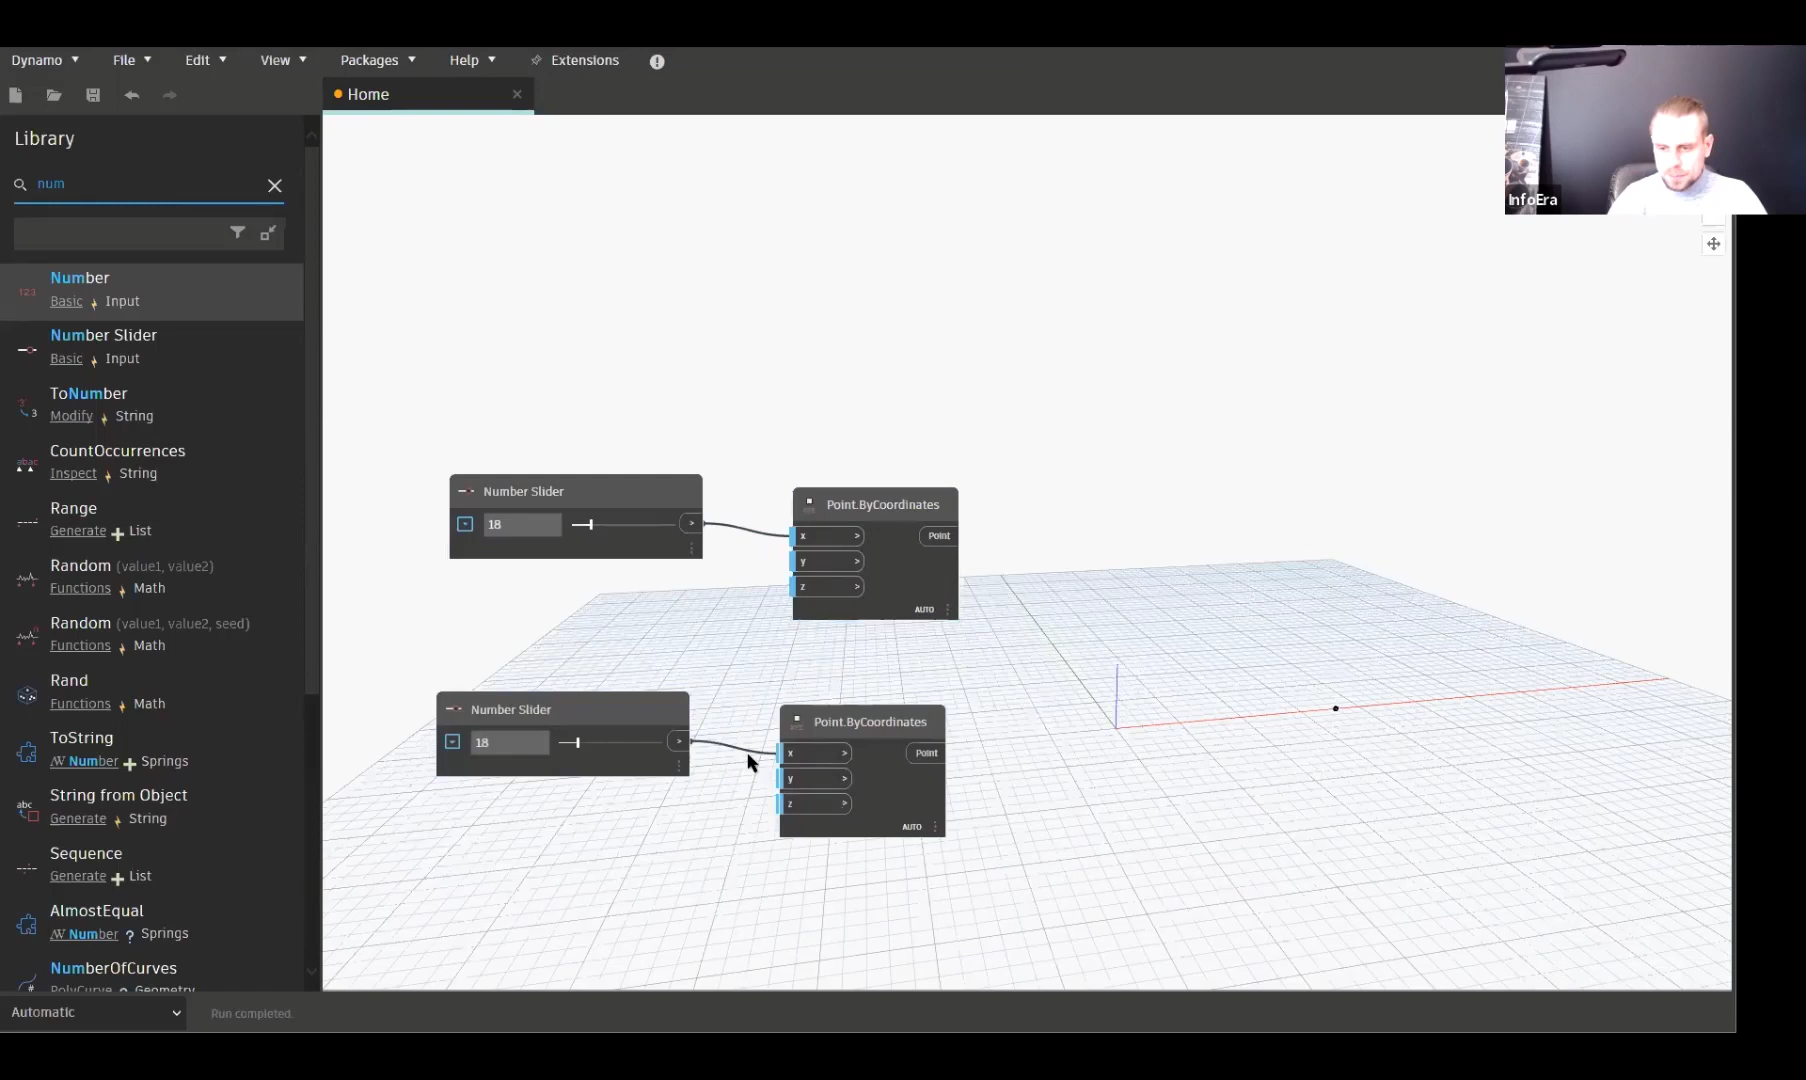 Dynamo File Edit View Packages Help Extensions
Home
Library
num
Number
Basic Input
Number Slider
Basic Input
ToNumber
Modify String
CountOccurrences
Inspect String
Range
Generate List
Random (value1, value2)
Functions Math
Random (value1, value2, seed)
Functions Math
Rand
Functions Math
ToString
Number Springs
String from Object
Generate String
Sequence
Generate List
AlmostEqual
Number Springs
NumberOfCurves
PolyCurve Geometry
Automatic
Run completed.
Number Slider
18
>
Point.ByCoordinates
x > Point
y >
z >
AUTO
Number Slider
18
>
Point.ByCoordinates
x > Point
y >
z >
AUTO
InfoEra